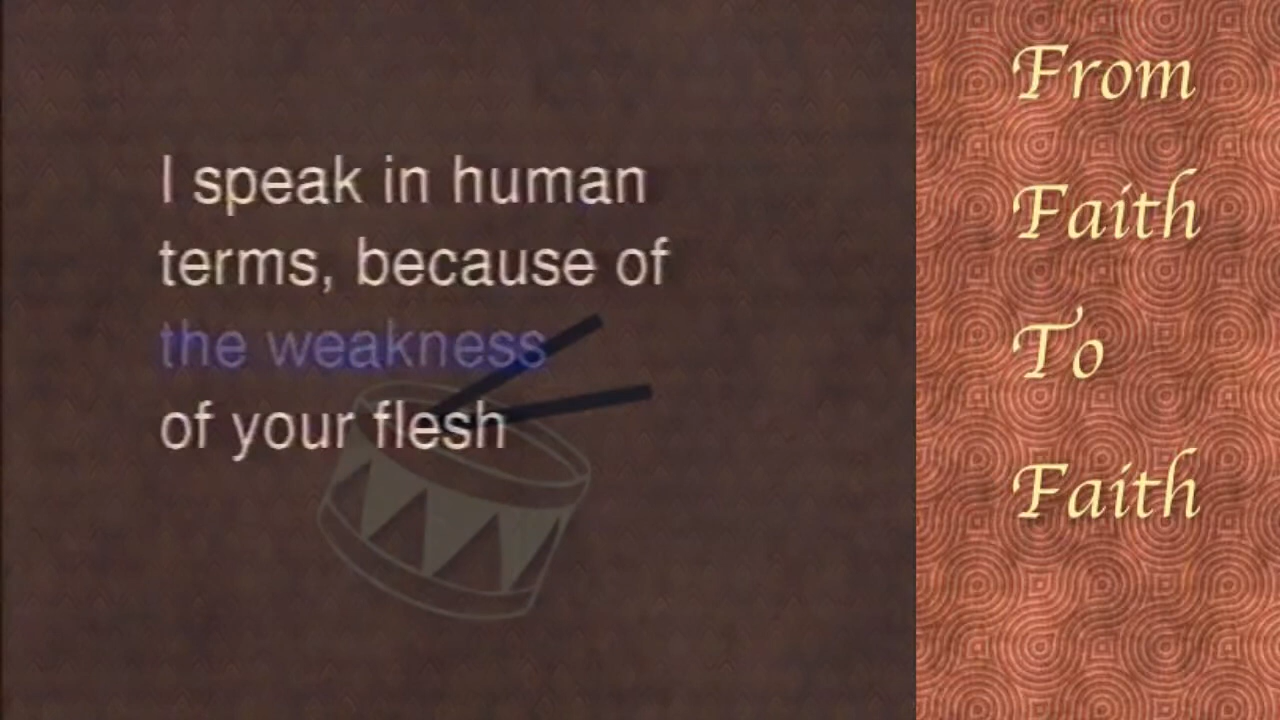 I speak in human
terms, because of
the weakness
of your flesh
From
Faith
To
Faith